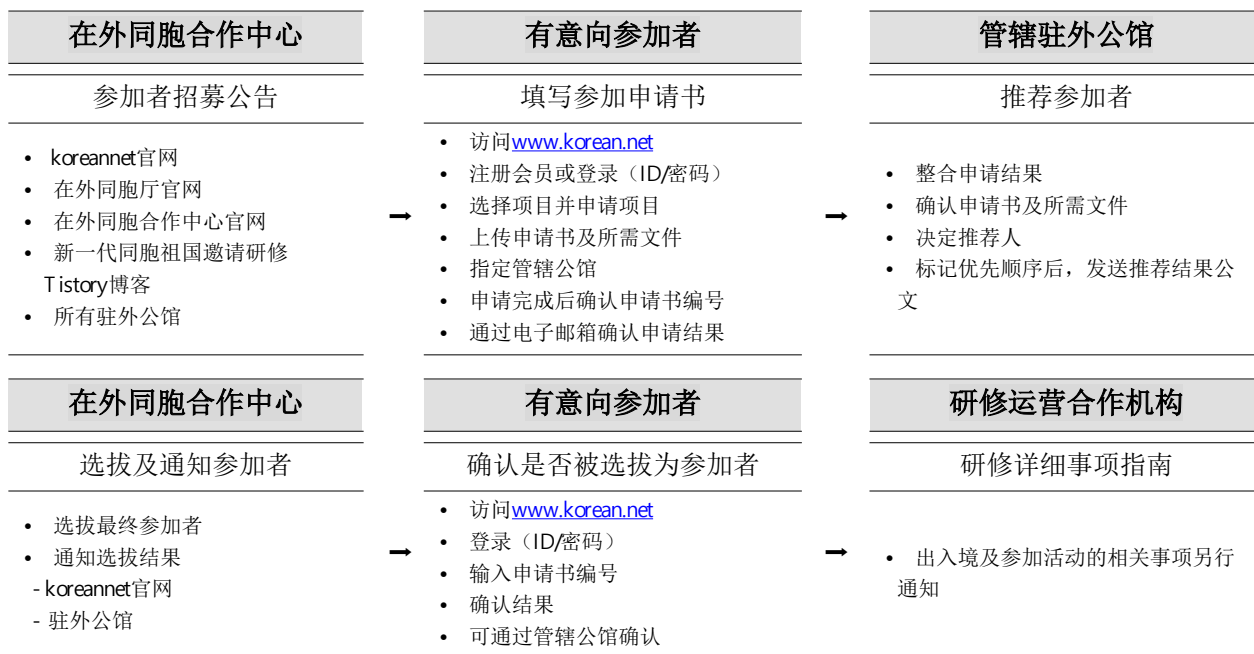 在外同胞合作中心
参加者招募公告
• koreannet官网
• 在外同胞厅官网
• 在外同胞合作中心官网
• 新一代同胞祖国邀请研修
Tistory博客
• 所有驻外公馆
➡
有意向参加者
填写参加申请书
• 访问www.korean.net
• 注册会员或登录（ID/密码）
• 选择项目并申请项目
• 上传申请书及所需文件
• 指定管辖公馆
• 申请完成后确认申请书编号
• 通过电子邮箱确认申请结果
➡
管辖驻外公馆
推荐参加者
• 整合申请结果
• 确认申请书及所需文件
• 决定推荐人
• 标记优先顺序后，发送推荐结果公
文
在外同胞合作中心
选拔及通知参加者
• 选拔最终参加者
• 通知选拔结果
- koreannet官网
- 驻外公馆
➡
有意向参加者
确认是否被选拔为参加者
• 访问www.korean.net
• 登录（ID/密码）
• 输入申请书编号
• 确认结果
• 可通过管辖公馆确认
➡
研修运营合作机构
研修详细事项指南
• 出入境及参加活动的相关事项另行
通知